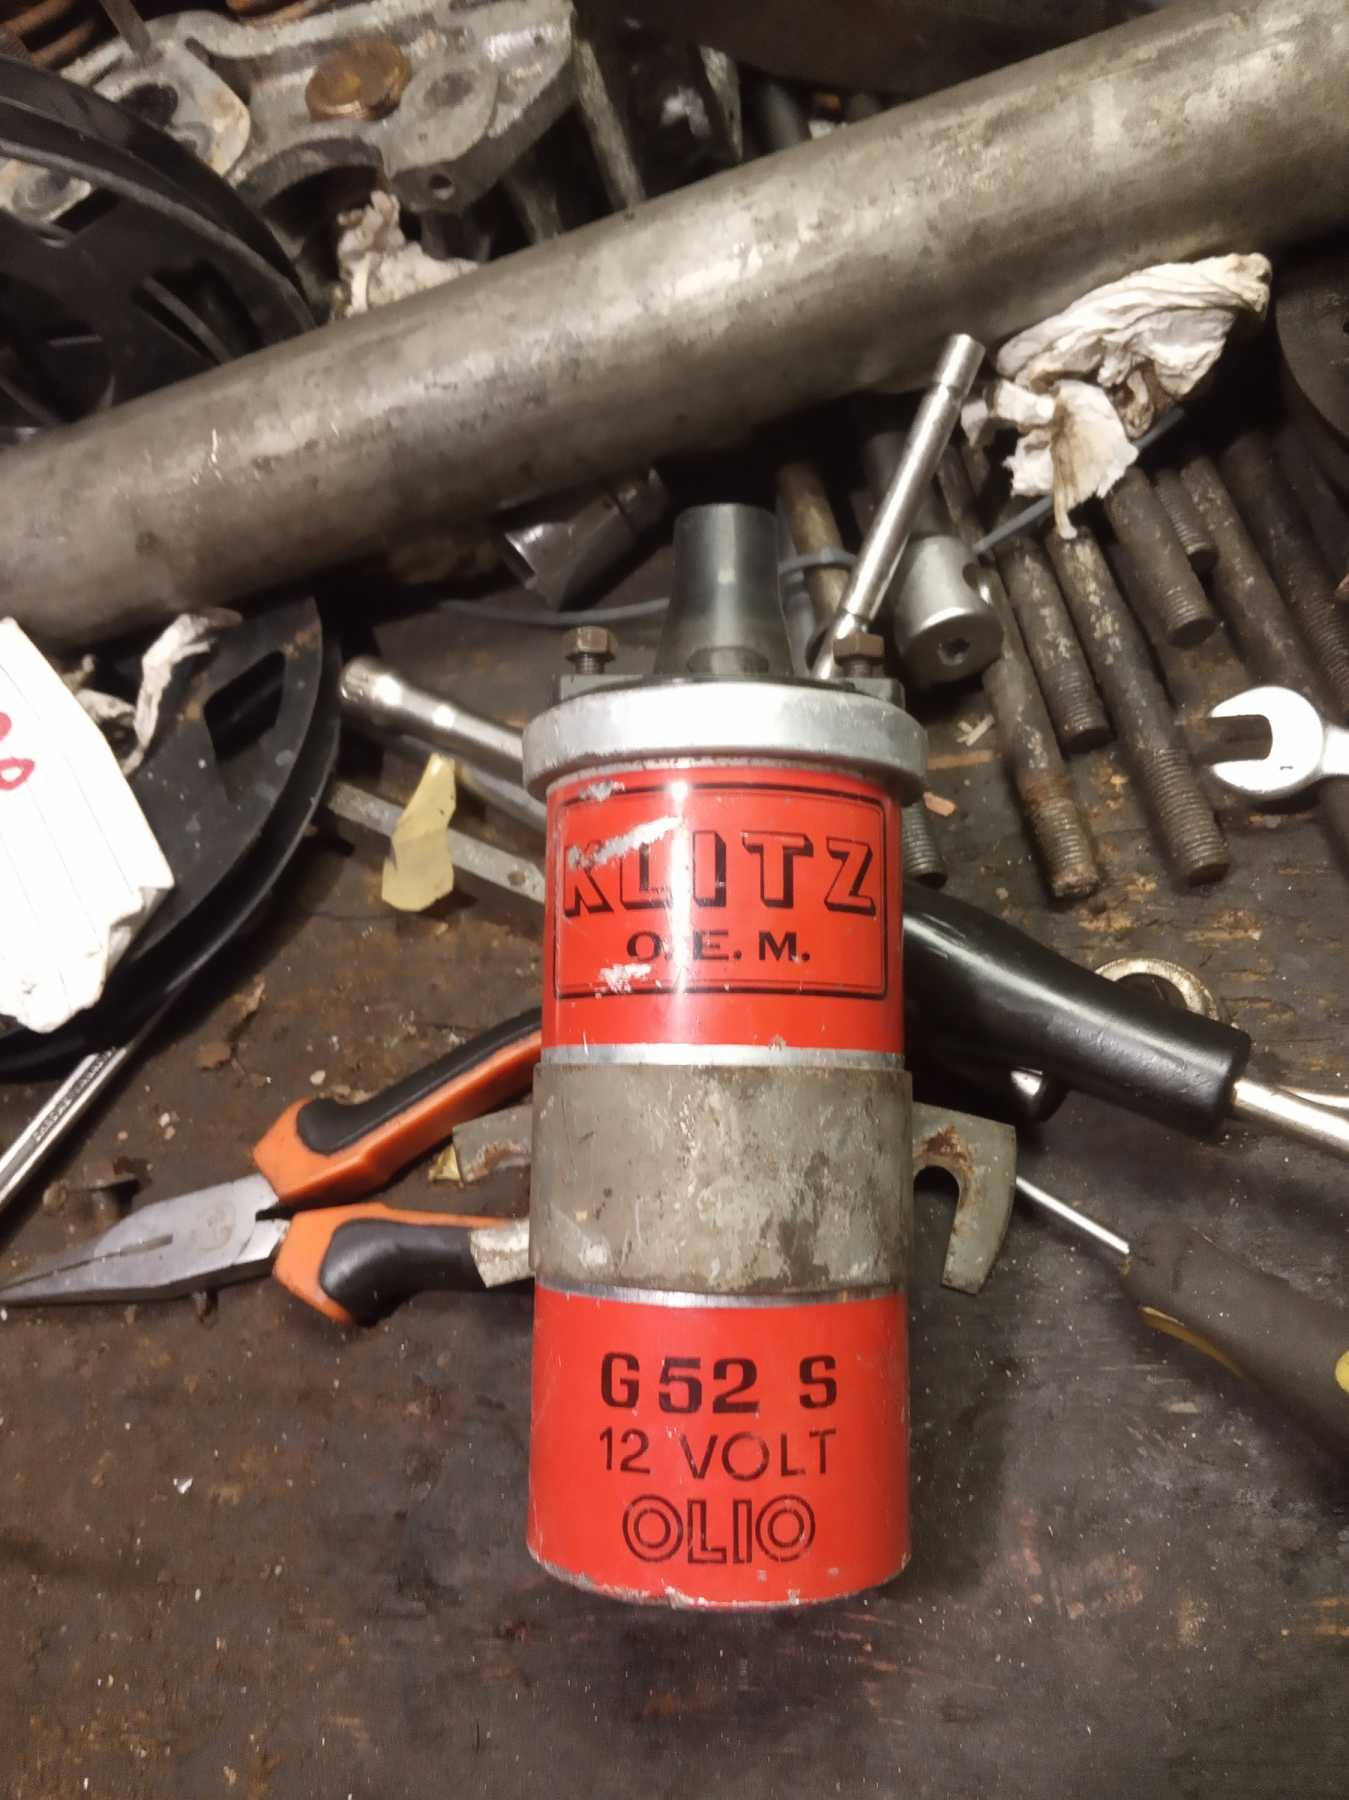 KLITZ
O.E.M.
G52 S
12 VOLT
OLIO